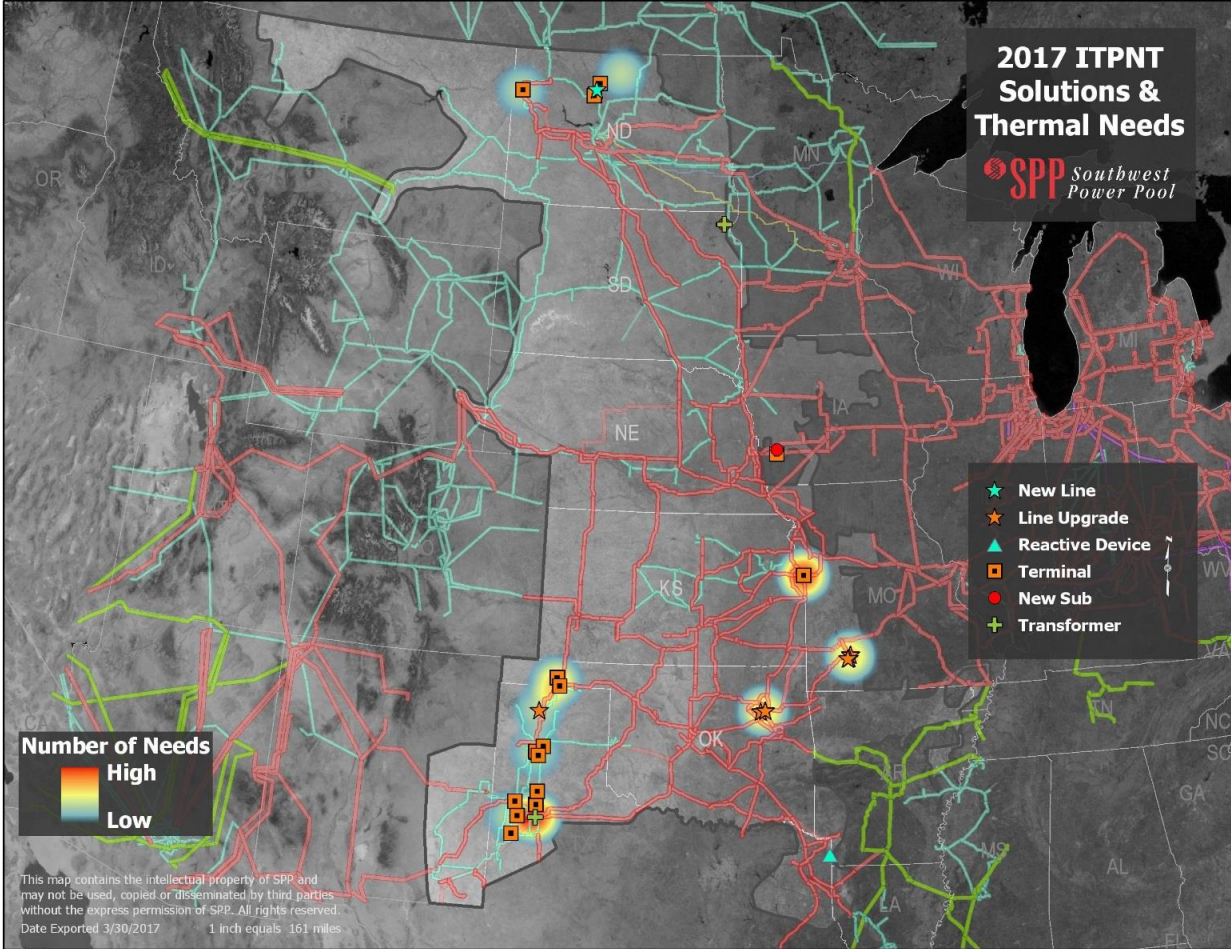 2017 ITPNT
Solutions &
Thermal Needs
SPP Southwest
Power Pool
ND
MN
OR
ID
SD
WI
MI
IA
NE
New Line
Line Upgrade
Reactive Device
Terminal
New Sub
Transformer
KS
MO
WV
VA
CA
TN
NC
OK
SC
AR
GA
MS
AL
LA
FL
Number of Needs
High
Low
This map contains the intellectual property of SPP and
may not be used, copied or disseminated by third parties
without the express permission of SPP. All rights reserved.
Date Exported 3/30/2017 1 inch equals 161 miles